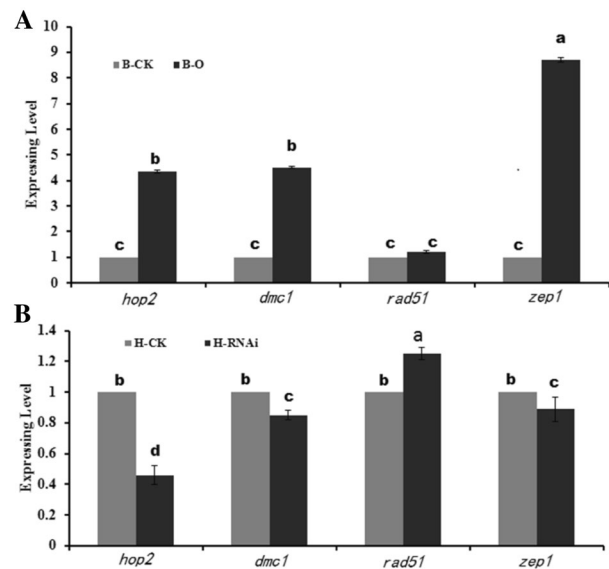 A
10
9
8
7
6
5
4
3
2
1
0
Expressing Level
B-CK B-O
c b c b c c c a
hop2 dmc1 rad51 zep1
B
1.4
1.2
1
0.8
0.6
0.4
0.2
0
Expressing Level
H-CK H-RNAi
b d b c b a b c
hop2 dmc1 rad51 zep1